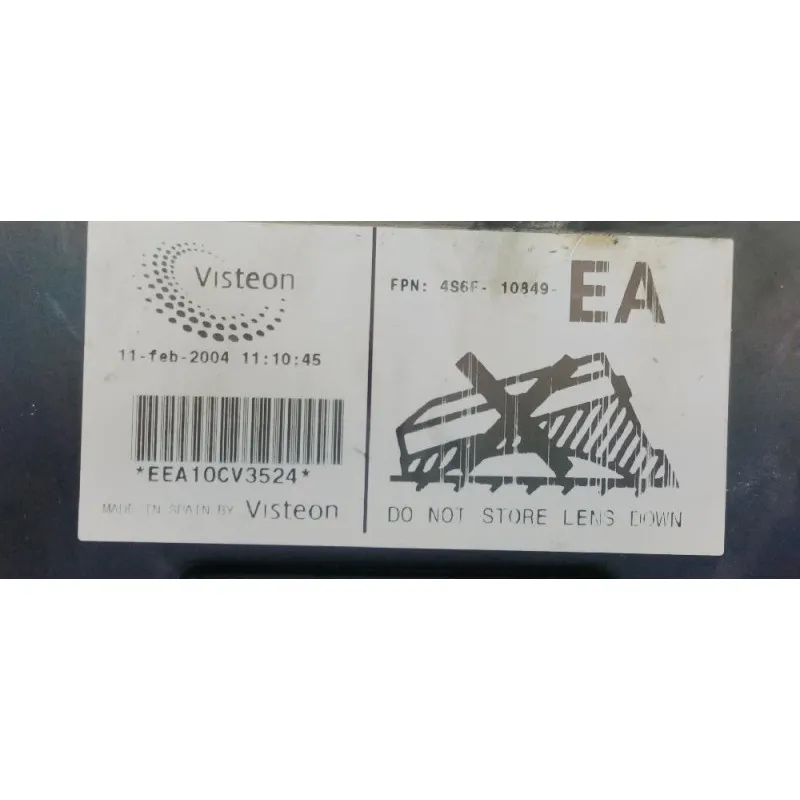 Visteon
11-feb-2004 11:10:45
*EEA10CV3524*
MADE IN SPAIN BY Visteon
FPN: 4S6F- 10849- EA
DO NOT STORE LENS DOWN